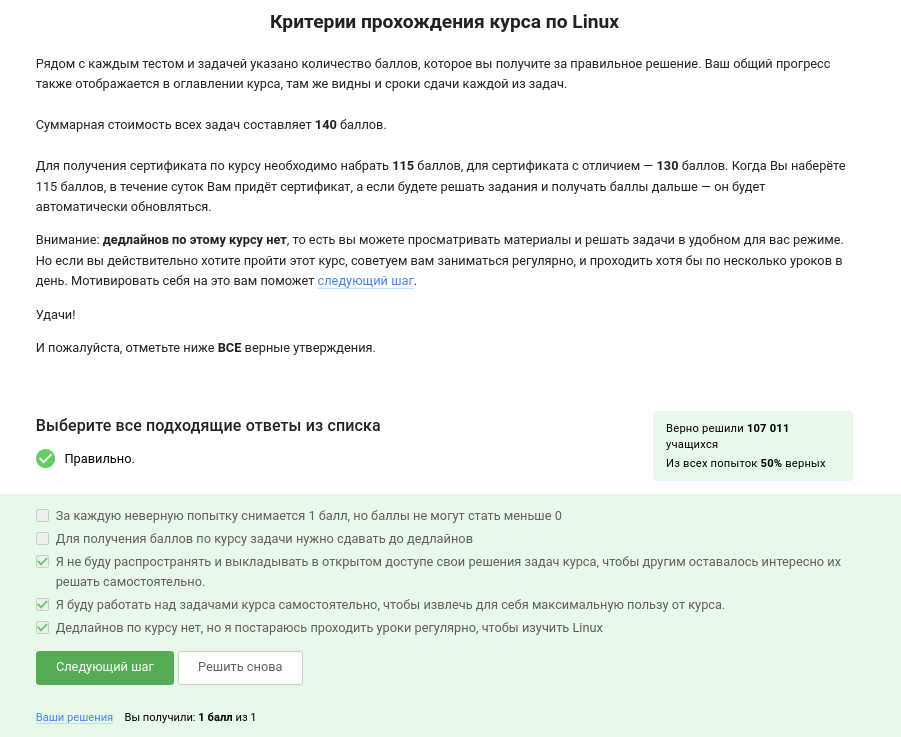 Критерии прохождения курса по Linux
Рядом с каждым тестом и задачей указано количество баллов, которое вы получите за правильное решение. Ваш общий прогресс
также отображается в оглавлении курса, там же видны и сроки сдачи каждой из задач.
Суммарная стоимость всех задач составляет 140 баллов.
Для получения сертификата по курсу необходимо набрать 115 баллов, для сертификата с отличием — 130 баллов. Когда Вы наберёте
115 баллов, в течение суток Вам придёт сертификат, а если будете решать задания и получать баллы дальше — он будет
автоматически обновляться.
Внимание: дедлайнов по этому курсу нет, то есть вы можете просматривать материалы и решать задачи в удобном для вас режиме.
Но если вы действительно хотите пройти этот курс, советуем вам заниматься регулярно, и проходить хотя бы по несколько уроков в
день. Мотивировать себя на это вам поможет следующий шаг.
Удачи!
И пожалуйста, отметьте ниже ВСЕ верные утверждения.
Выберите все подходящие ответы из списка
Правильно.
Верно решили 107 011
учащихся
Из всех попыток 50% верных
За каждую неверную попытку снимается 1 балл, но баллы не могут стать меньше 0
Для получения баллов по курсу задачи нужно сдавать до дедлайнов
Я не буду распространять и выкладывать в открытом доступе свои решения задач курса, чтобы другим оставалось интересно их
решать самостоятельно.
Я буду работать над задачами курса самостоятельно, чтобы извлечь для себя максимальную пользу от курса.
Дедлайнов по курсу нет, но я постараюсь проходить уроки регулярно, чтобы изучить Linux
Следующий шаг Решить снова
Ваши решения Вы получили: 1 балл из 1